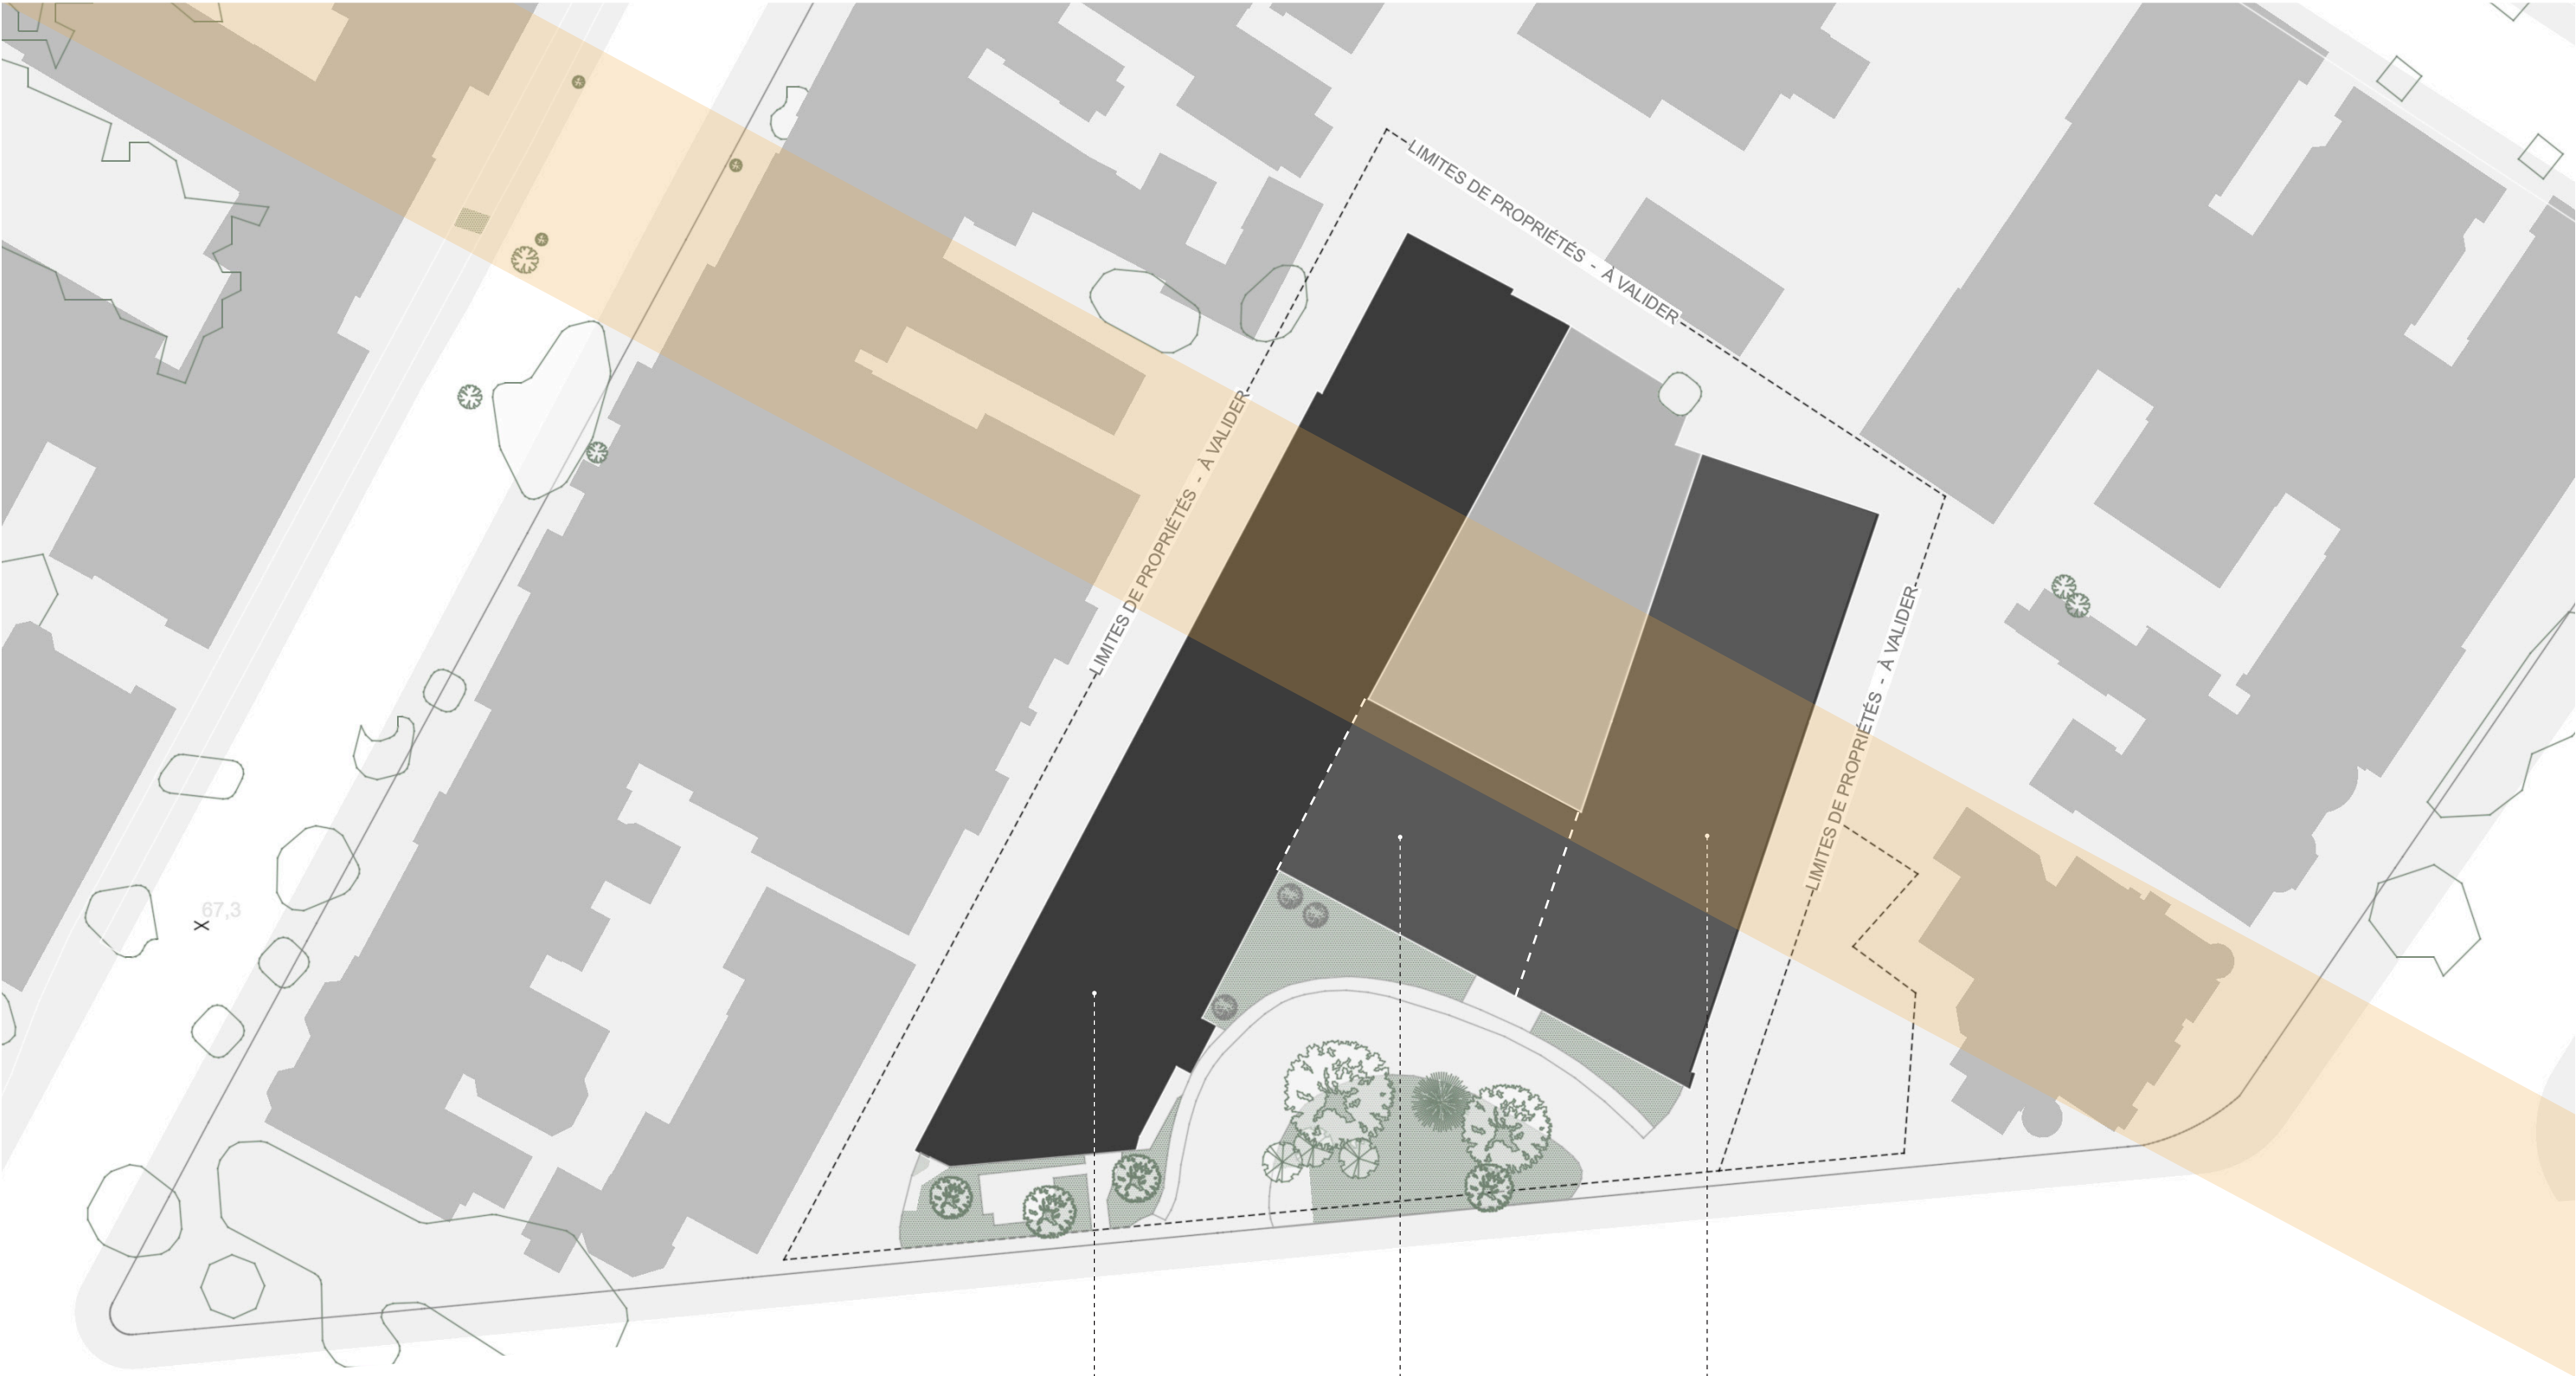 LIMITES DE PROPRIÉTÉS - À VALIDER
LIMITES DE PROPRIÉTÉS - À VALIDER
LIMITES DE PROPRIÉTÉS - À VALIDER
67,3